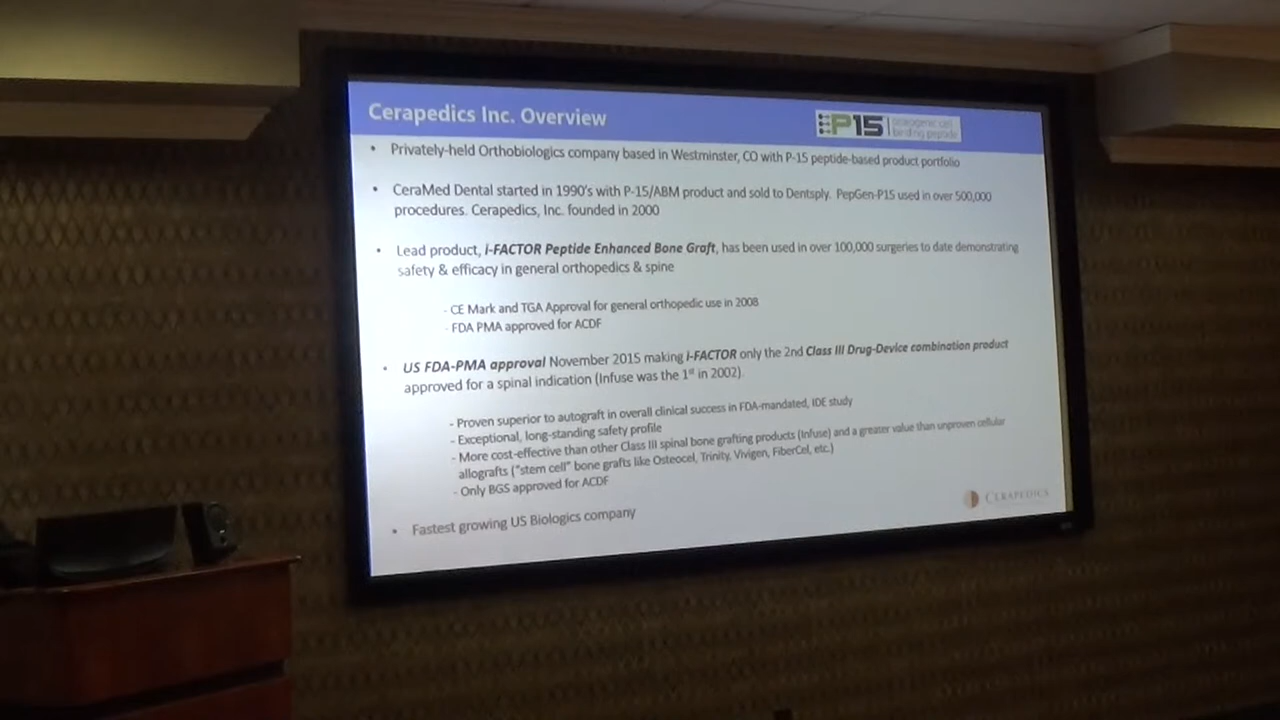 Cerapedics Inc. Overview
P15
osteogenic cell
binding peptide
• Privately-held Orthobiologics company based in Westminster, CO with P-15 peptide-based product portfolio
• CeraMed Dental started in 1990's with P-15/ABM product and sold to Dentsply. PepGen-P15 used in over 500,000
procedures. Cerapedics, Inc. founded in 2000
• Lead product, i-FACTOR Peptide Enhanced Bone Graft, has been used in over 100,000 surgeries to date demonstrating
safety & efficacy in general orthopedics & spine
- CE Mark and TGA Approval for general orthopedic use in 2008
- FDA PMA approved for ACDF
• US FDA-PMA approval November 2015 making i-FACTOR only the 2nd Class III Drug-Device combination product
approved for a spinal indication (Infuse was the 1st in 2002).
- Proven superior to autograft in overall clinical success in FDA-mandated, IDE study
- Exceptional, long-standing safety profile
- More cost-effective than other Class III spinal bone grafting products (Infuse) and a greater value than unproven cellular
allografts ("stem cell" bone grafts like Osteocel, Trinity, Vivigen, FiberCel, etc.)
- Only BGS approved for ACDF
• Fastest growing US Biologics company
CERAPEDICS